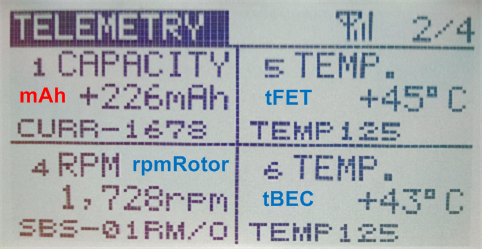 TELEMETRY 2/4
1 CAPACITY
mAh +226mAh
CURR-1678
5 TEMP.
tFET +45°C
TEMP125
4 RPM rpmRotor
1,728rpm
SBS-01RM/O
6 TEMP.
tBEC +43°C
TEMP125